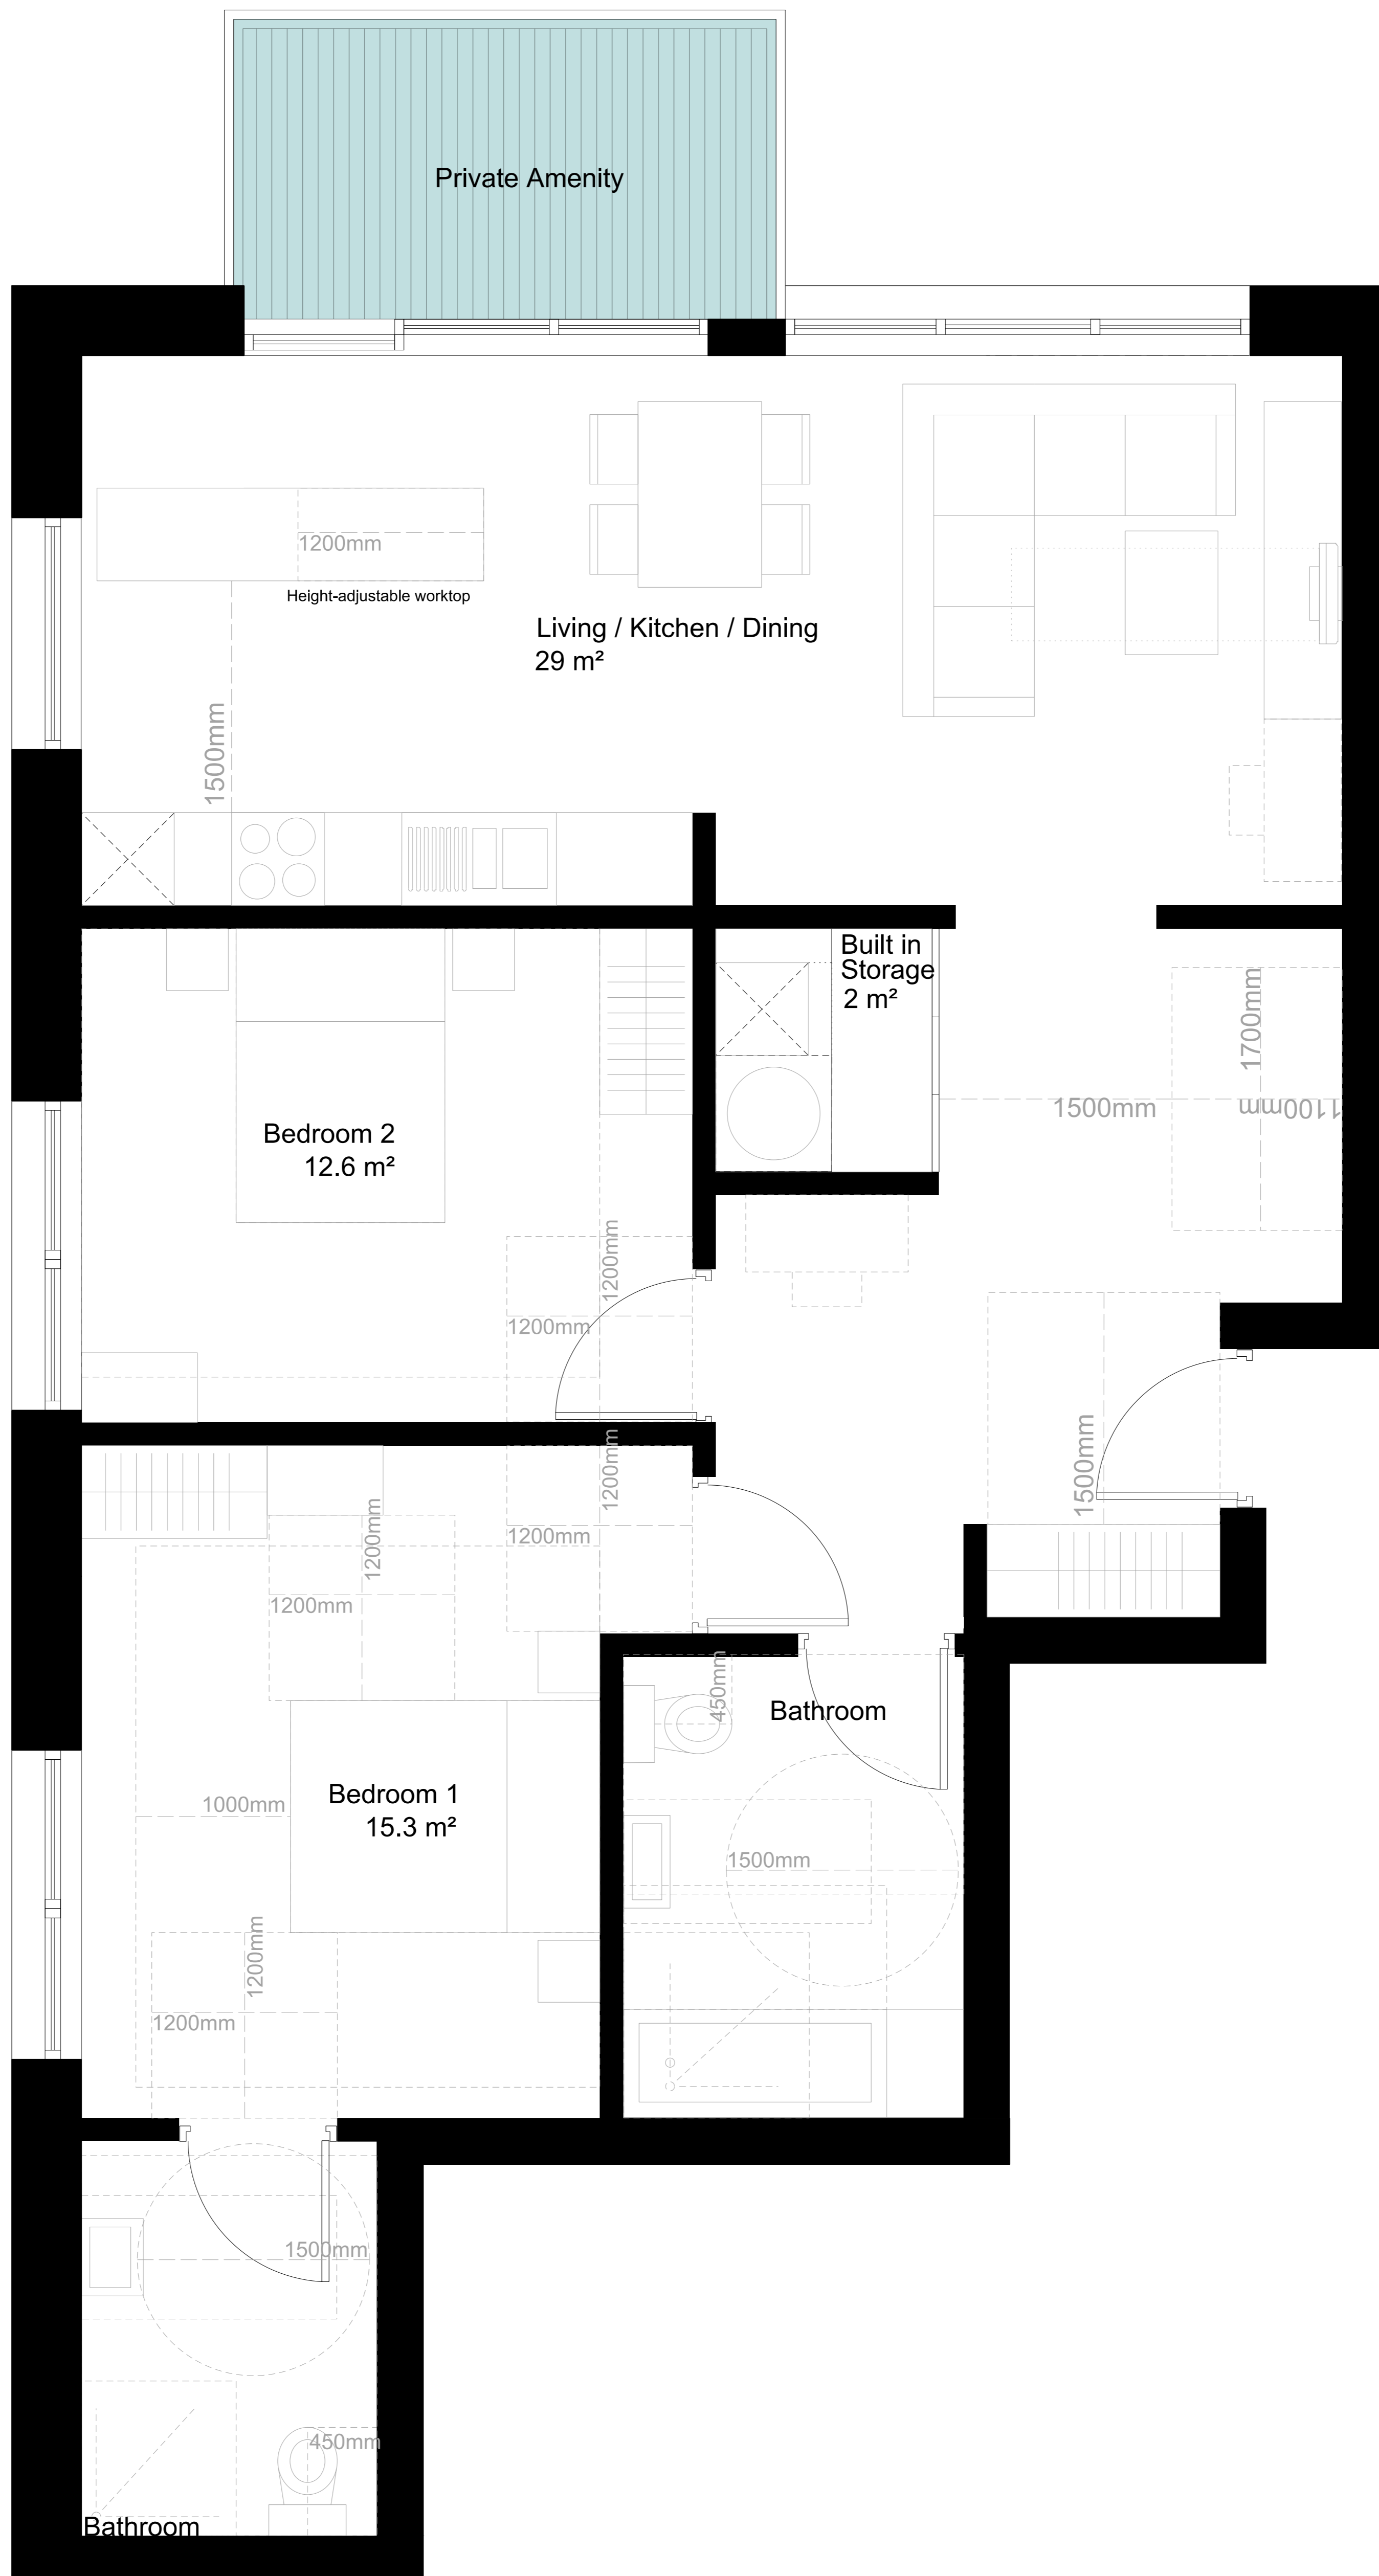 Private Amenity
1200mm
Height-adjustable worktop
Living / Kitchen / Dining
29 m²
1500mm
Built in
Storage
2 m²
1700mm
1500mm
1100mm
Bedroom 2
12.6 m²
1200mm
1200mm
1500mm
1200mm
1200mm
1200mm
1200mm
450mm
Bathroom
Bedroom 1
1000mm
15.3 m²
1500mm
1200mm
1200mm
1500mm
450mm
Bathroom